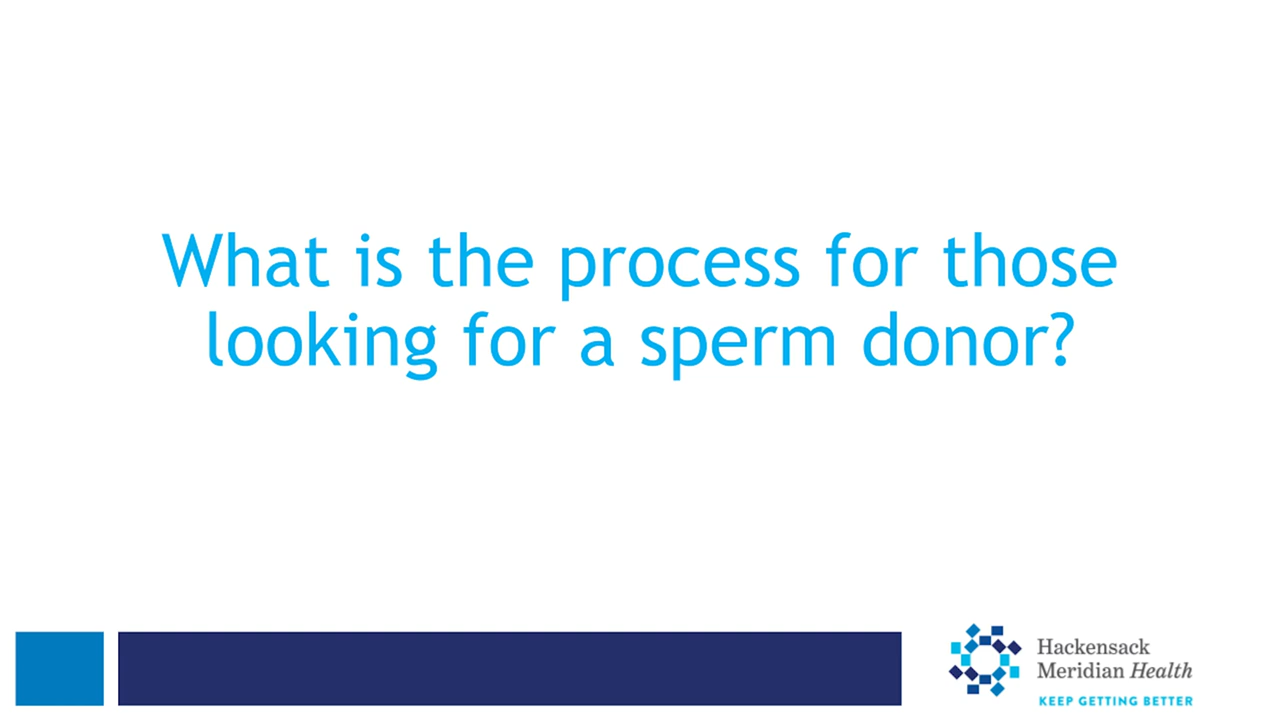 What is the process for those
looking for a sperm donor?
Hackensack
Meridian Health
KEEP GETTING BETTER